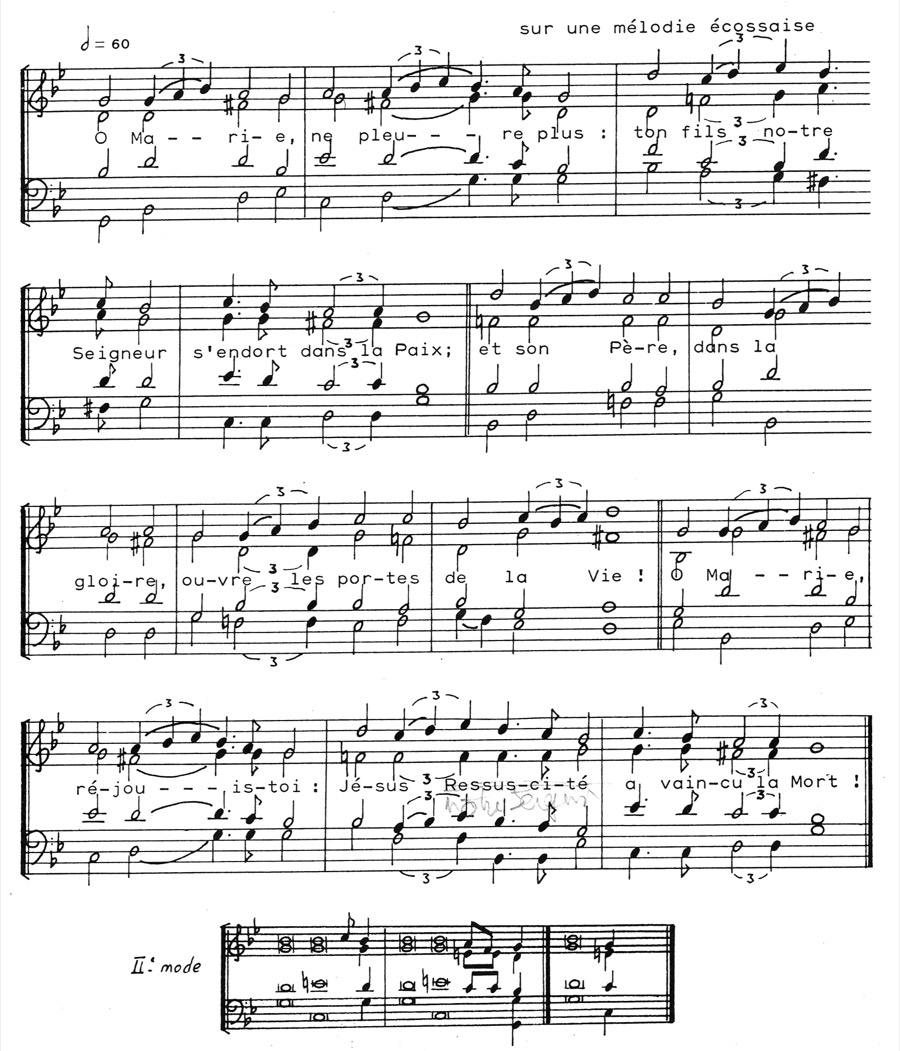 ♩ = 60
sur une mélodie écossaise
O Ma - - ri-e, ne pleu - - - re plus : ton fils no-tre
Seigneur s'endort dans la Paix; et son Pè-re, dans la
gloi-re, ou-vre les por-tes de la Vie ! O Ma - - ri-e,
ré-jou - - - is-toi : Jé-sus Ressus-ci-té a vain-cu la Mort !
II.e mode